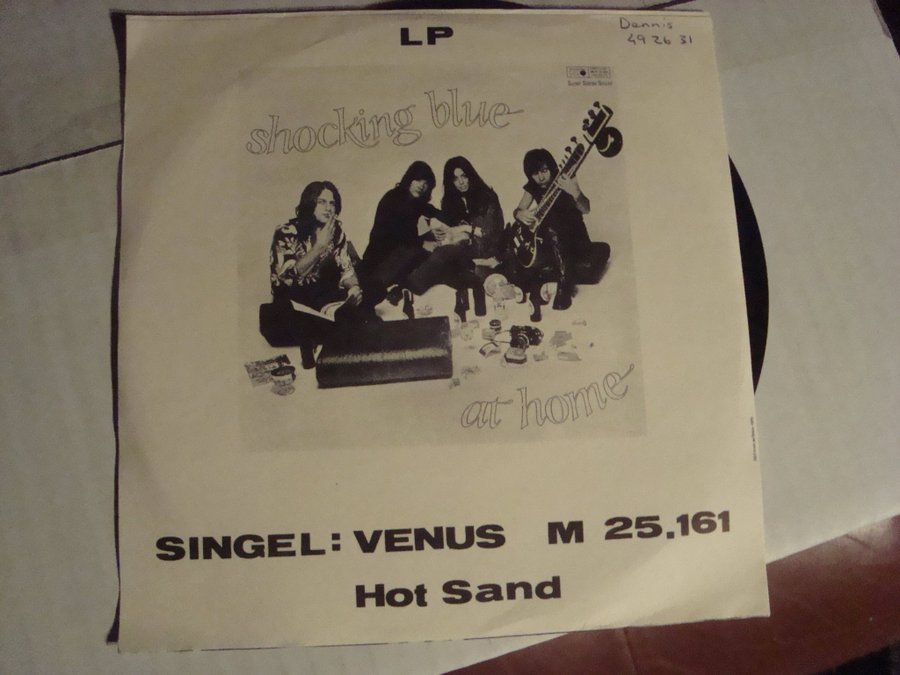 LP
Dennis
49 26 31
shocking blue
at home
SINGEL: VENUS M 25.161
Hot Sand